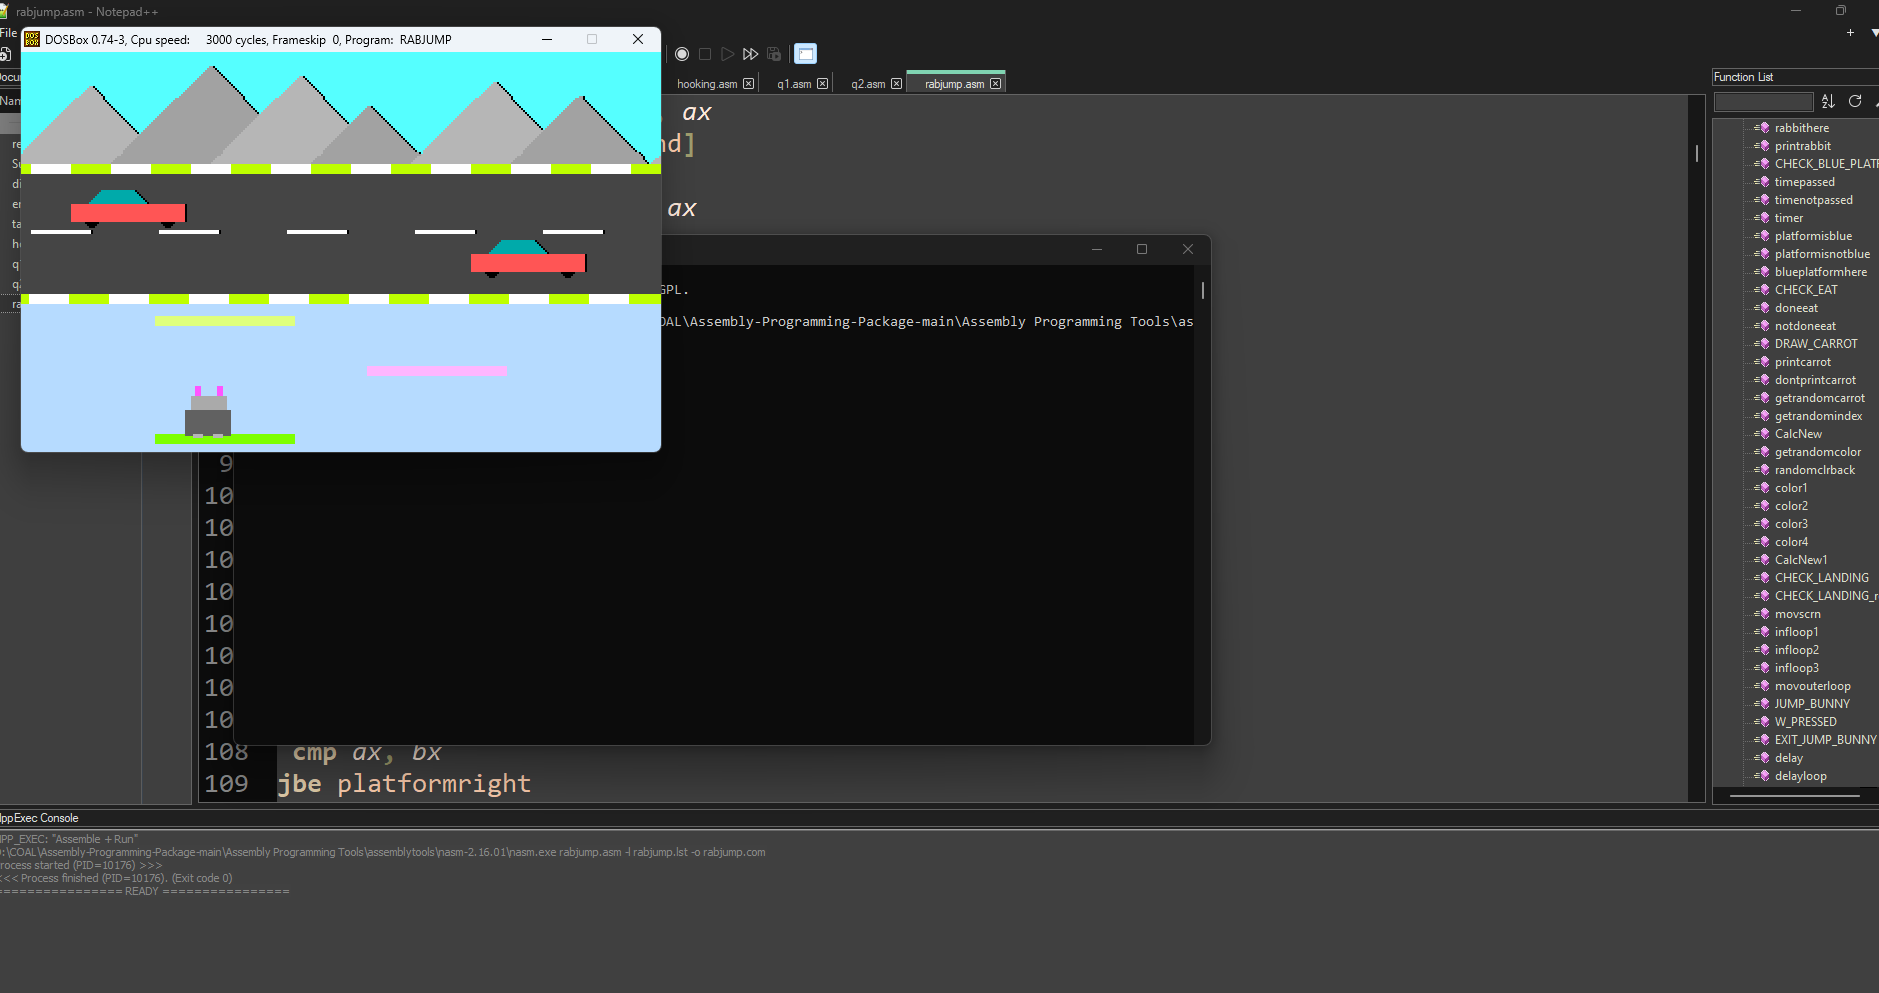 rabjump.asm - Notepad++
File
DOSBox 0.74-3, Cpu speed: 3000 cycles, Frameskip 0, Program: RABJUMP
DOS
BOX
hooking.asm
q1.asm
q2.asm
rabjump.asm
ax
ax
GPL.
OAL\Assembly-Programming-Package-main\Assembly Programming Tools\as
9
10
10
10
10
10
10
10
10
108 cmp ax, bx
109 jbe platformright
Function List
rabbithere
printrabbit
CHECK_BLUE_PLATF
timepassed
timenotpassed
timer
platformisblue
platformisnotblue
blueplatformhere
CHECK_EAT
doneeat
notdoneeat
DRAW_CARROT
printcarrot
dontprintcarrot
getrandomcarrot
getrandomindex
CalcNew
getrandomcolor
randomclrback
color1
color2
color3
color4
CalcNew1
CHECK_LANDING
CHECK_LANDING_r
movscrn
infloop1
infloop2
infloop3
movouterloop
JUMP_BUNNY
W_PRESSED
EXIT_JUMP_BUNNY
delay
delayloop
ppExec Console
PP_EXEC: "Assemble + Run"
:\COAL\Assembly-Programming-Package-main\Assembly Programming Tools\assemblytools\nasm-2.16.01\nasm.exe rabjump.asm -l rabjump.lst -o rabjump.com
rocess started (PID=10176) >>>
<<< Process finished (PID=10176). (Exit code 0)
================ READY ================